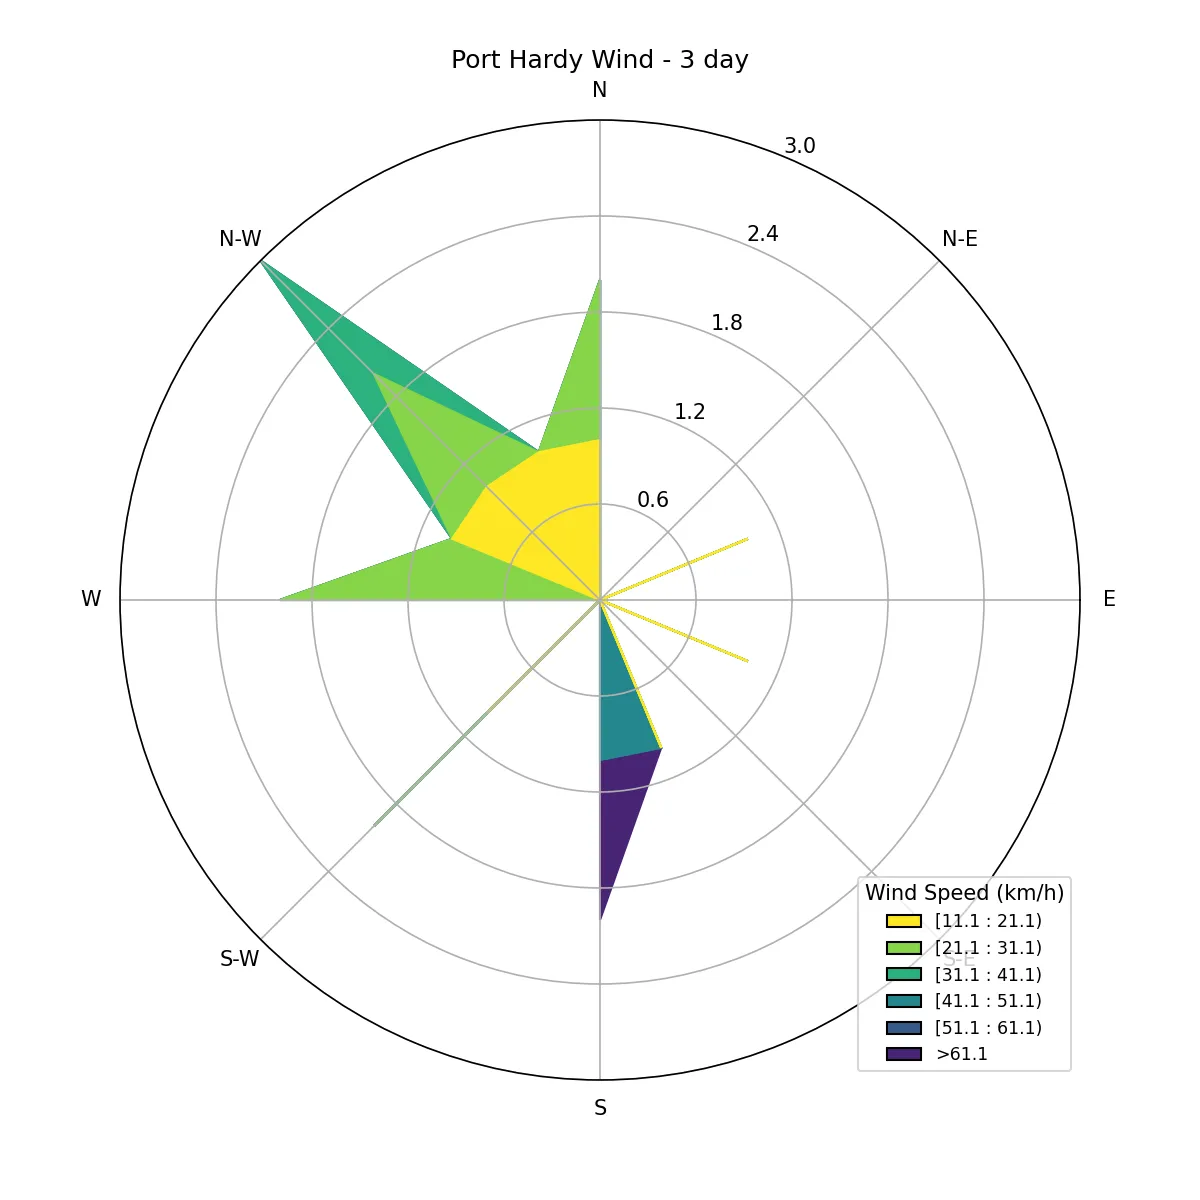 Port Hardy Wind - 3 day
N
3.0
2.4
N-W
N-E
1.8
1.2
0.6
W
E
Wind Speed (km/h)
[11.1 : 21.1)
[21.1 : 31.1)
S-W
S-E
[31.1 : 41.1)
[41.1 : 51.1)
[51.1 : 61.1)
>61.1
S